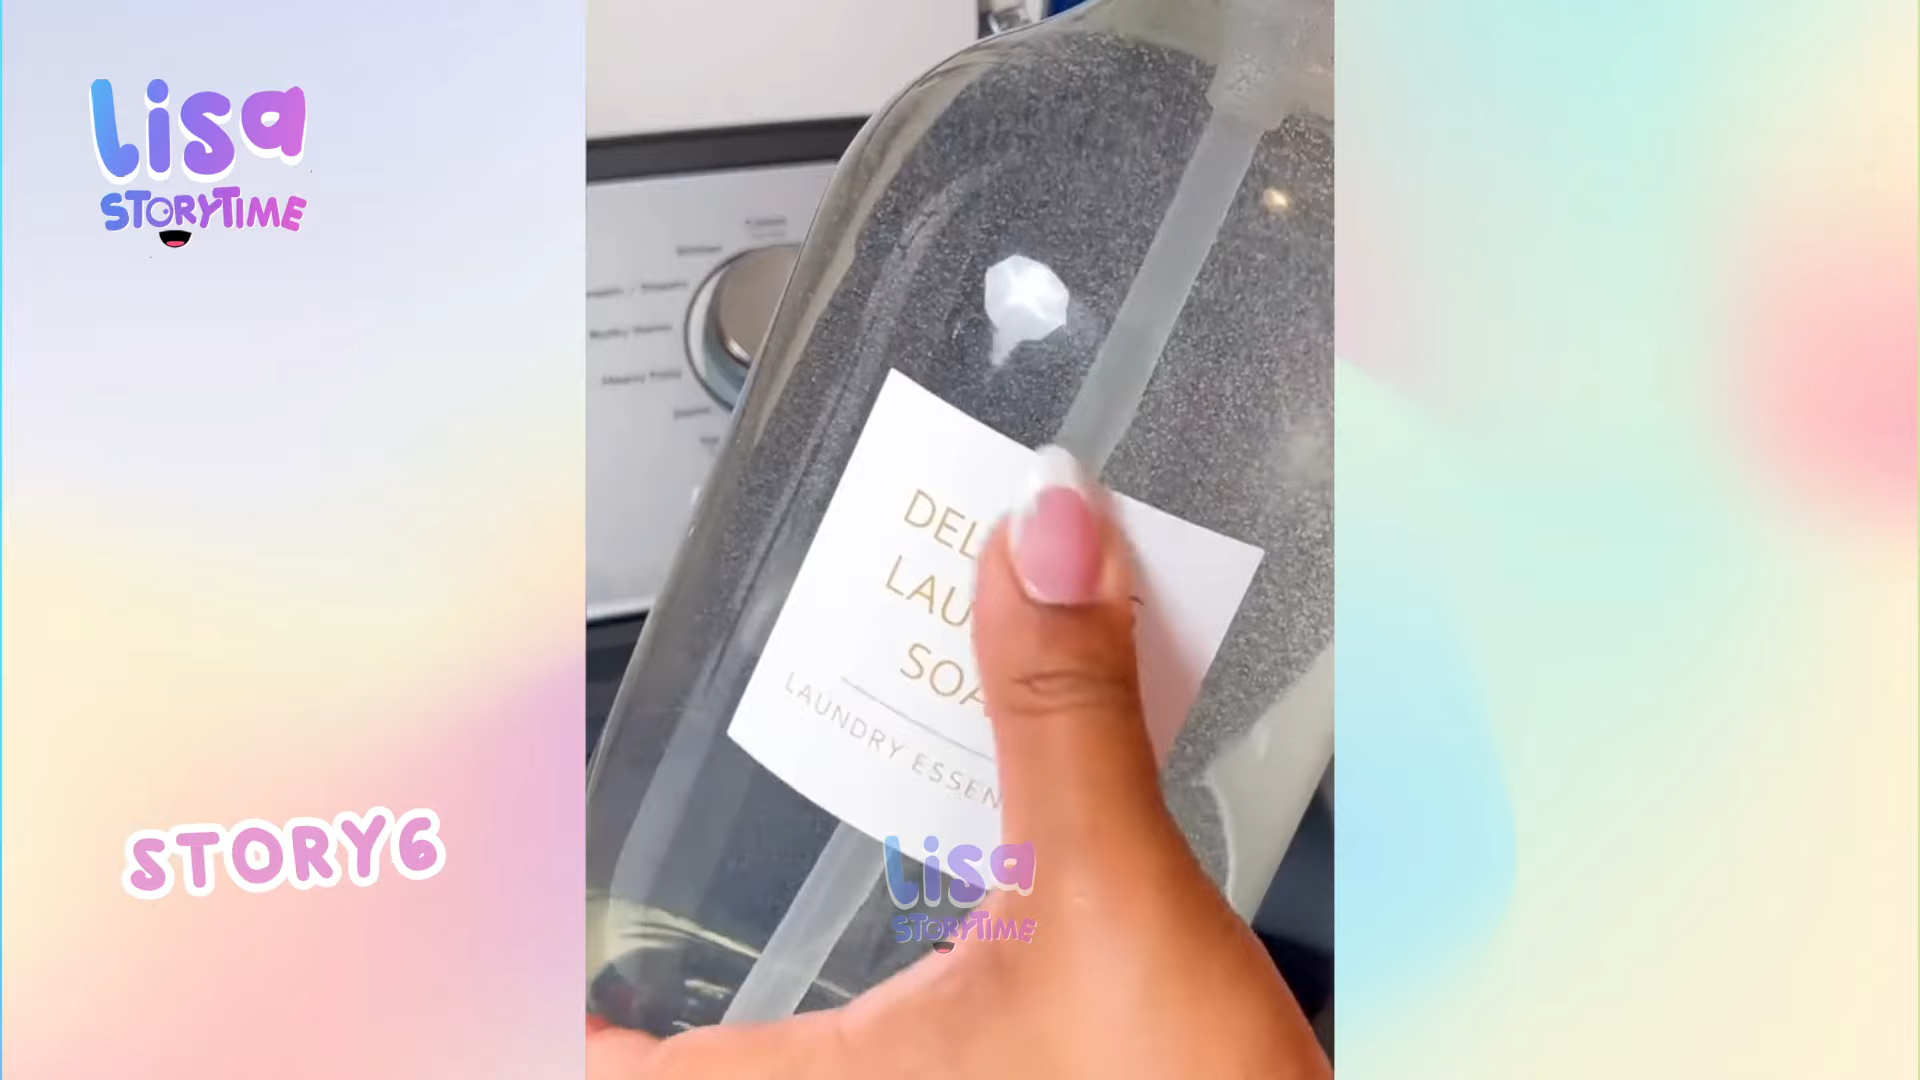 Lisa
STORYTIME
STORY6
DEL
LAU
SOA
LAUNDRY ESSEN
Lisa
STORYTIME